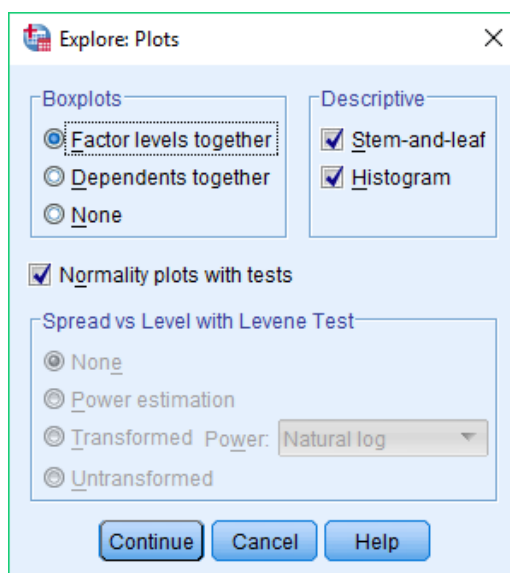 Explore: Plots
Boxplots
Factor levels together
Dependents together
None
Descriptive
Stem-and-leaf
Histogram
Normality plots with tests
Spread vs Level with Levene Test
None
Power estimation
Transformed Power: Natural log
Untransformed
Continue Cancel Help